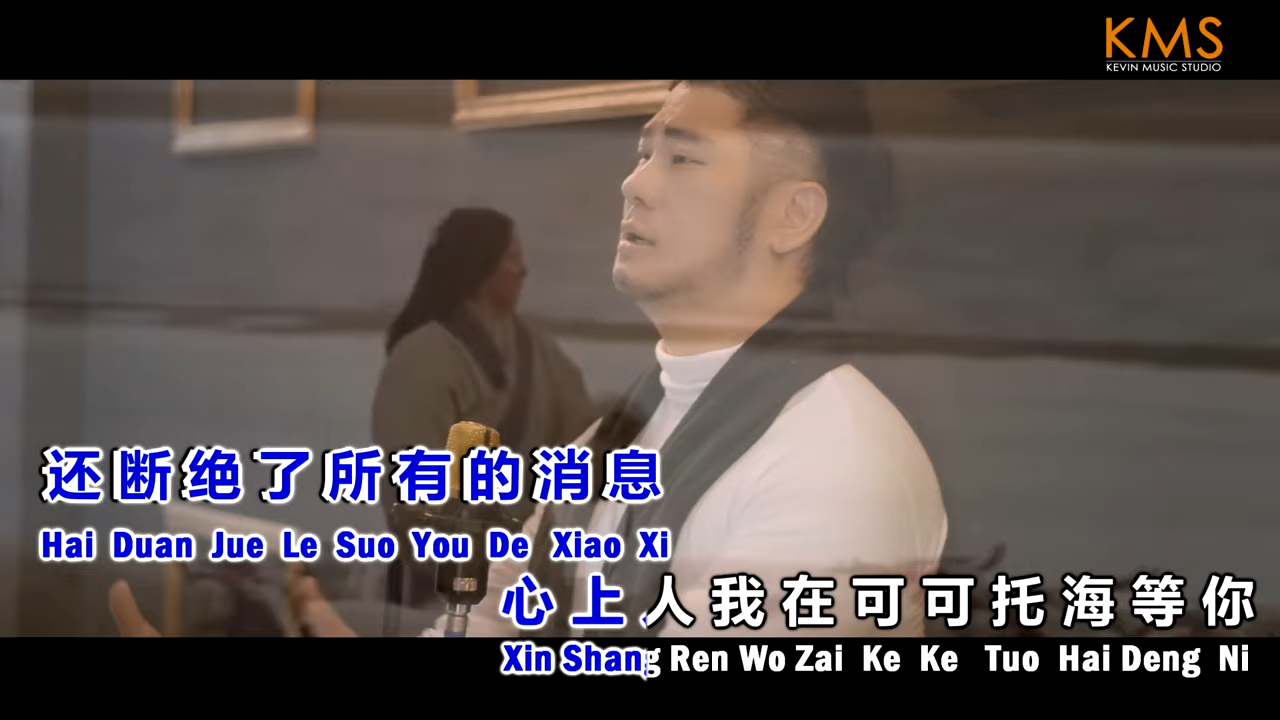 KMS
KEVIN MUSIC STUDIO
还断绝了所有的消息
Hai Duan Jue Le Suo You De Xiao Xi
心上人我在可可托海等你
Xin Shang Ren Wo Zai Ke Ke Tuo Hai Deng Ni